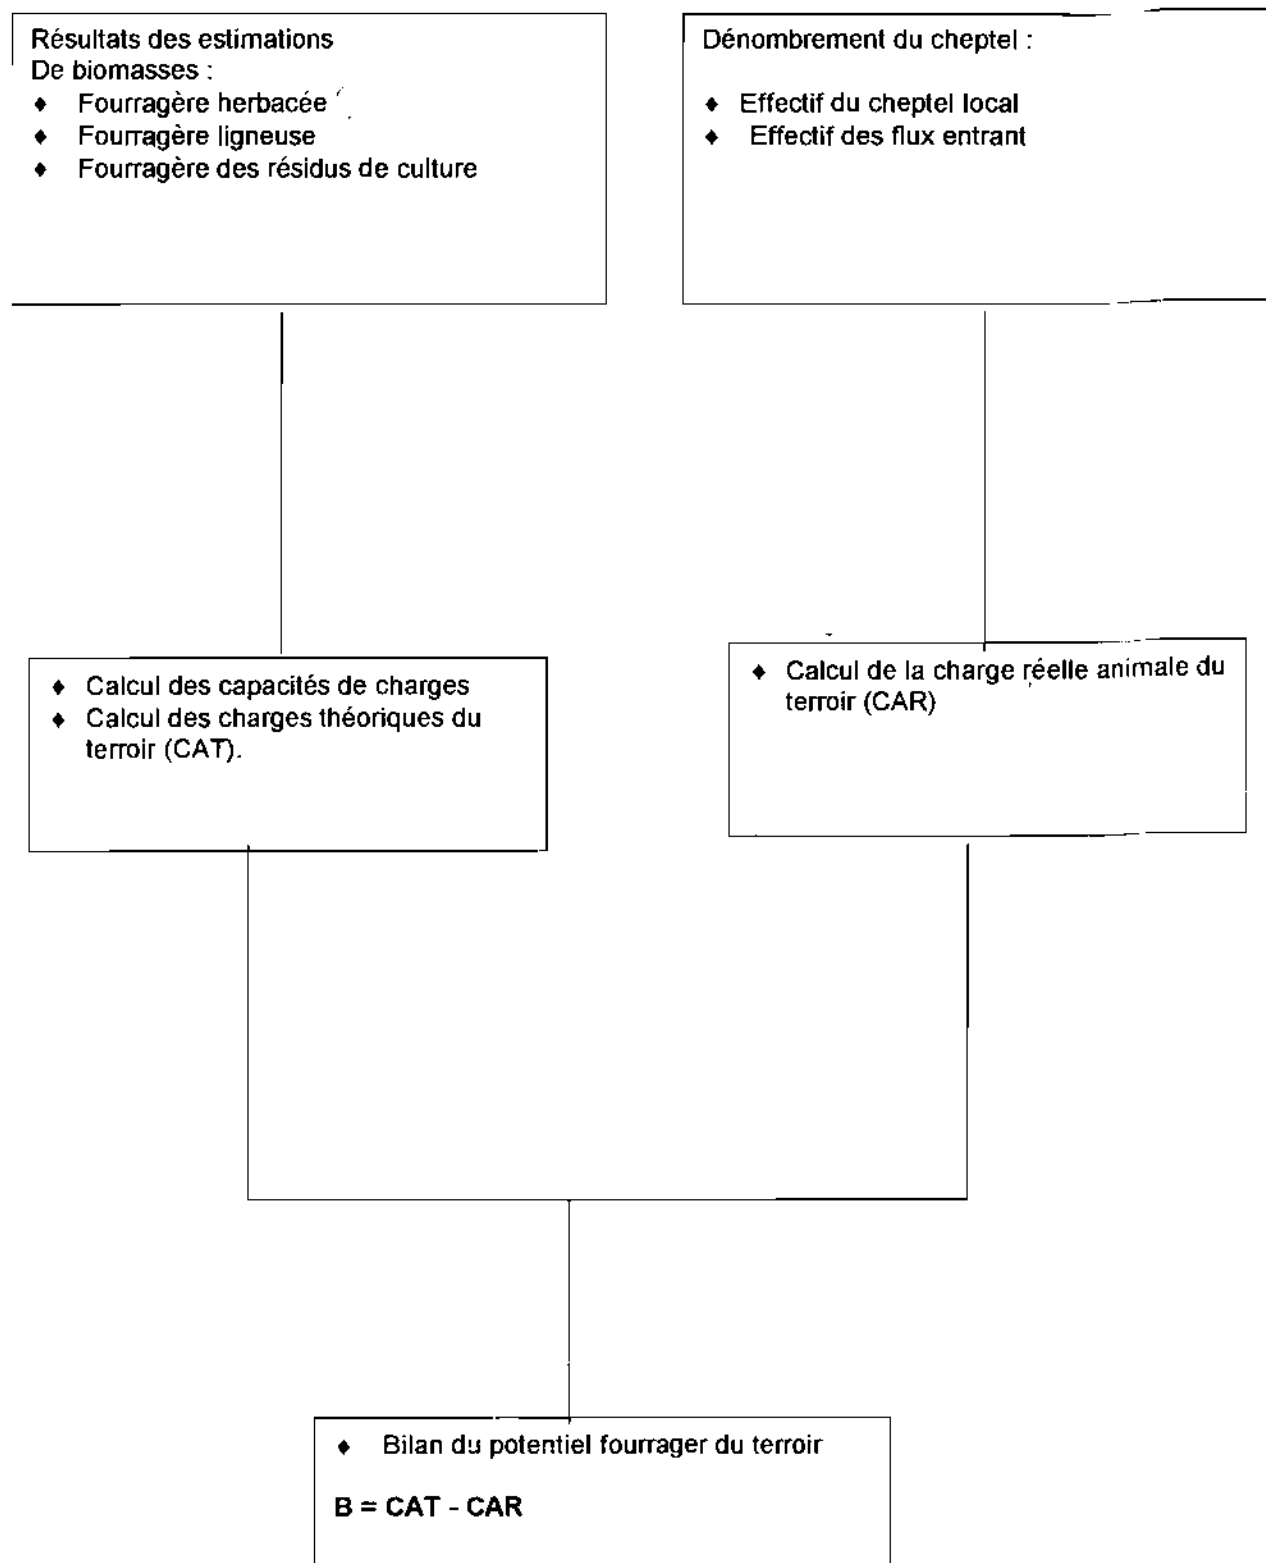 Résultats des estimations
De biomasses :
♦ Fourragère herbacée
♦ Fourragère ligneuse
♦ Fourragère des résidus de culture
Dénombrement du cheptel :
♦ Effectif du cheptel local
♦ Effectif des flux entrant
♦ Calcul des capacités de charges
♦ Calcul des charges théoriques du
terroir (CAT).
♦ Calcul de la charge réelle animale du
terroir (CAR)
♦ Bilan du potentiel fourrager du terroir
B = CAT - CAR